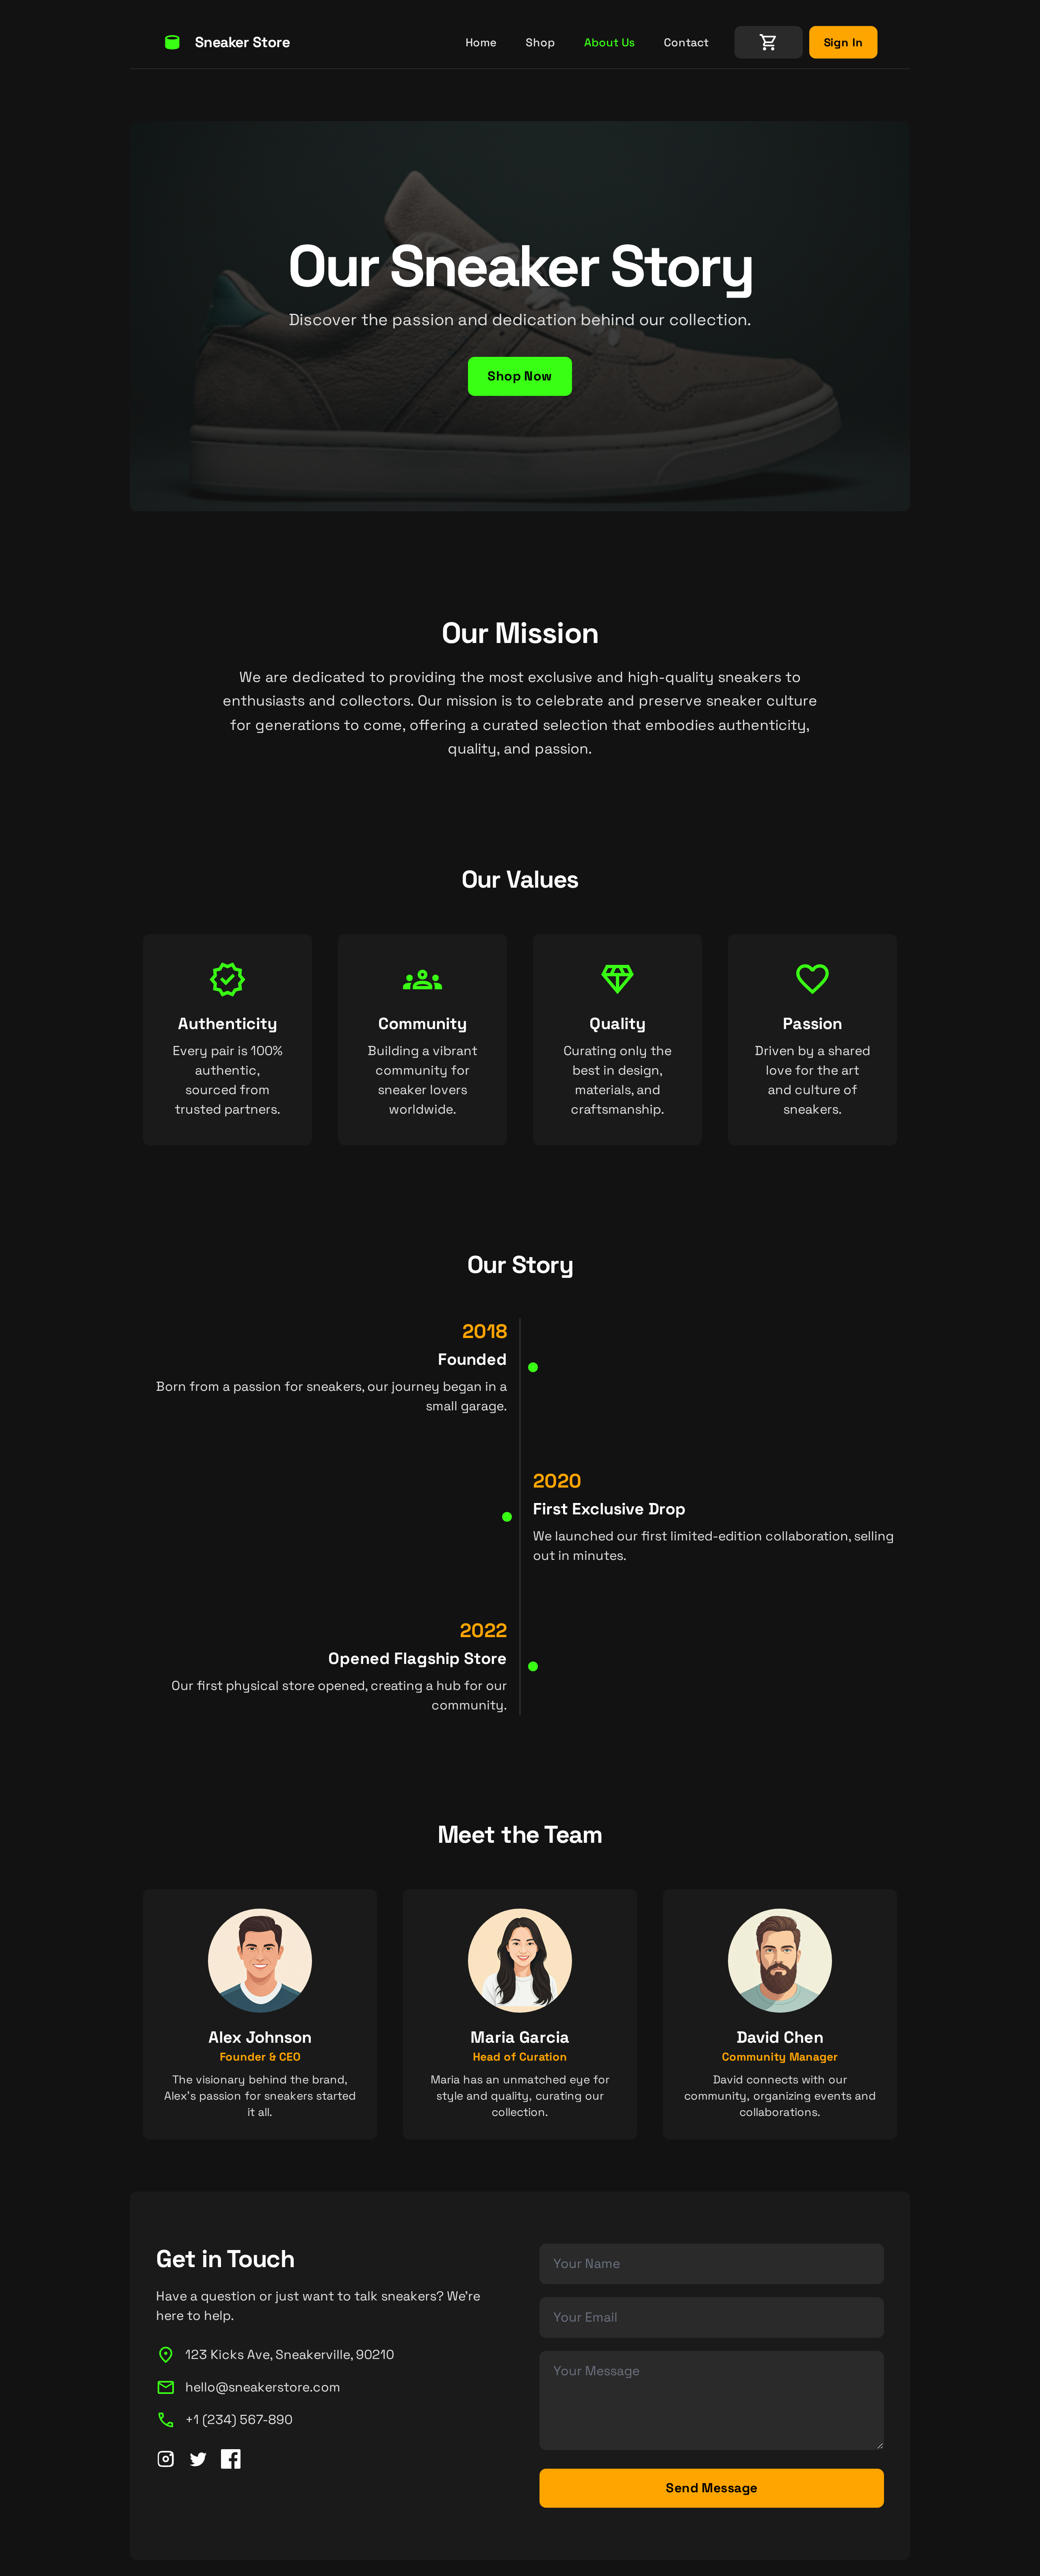 Sneaker Store
Home
Shop
About Us
Contact
Sign In
Our Sneaker Story
Discover the passion and dedication behind our collection.
Shop Now
Our Mission
We are dedicated to providing the most exclusive and high-quality sneakers to
enthusiasts and collectors. Our mission is to celebrate and preserve sneaker culture
for generations to come, offering a curated selection that embodies authenticity,
quality, and passion.
Our Values
Authenticity
Every pair is 100%
authentic,
sourced from
trusted partners.
Community
Building a vibrant
community for
sneaker lovers
worldwide.
Quality
Curating only the
best in design,
materials, and
craftsmanship.
Passion
Driven by a shared
love for the art
and culture of
sneakers.
Our Story
2018
Founded
Born from a passion for sneakers, our journey began in a
small garage.
2020
First Exclusive Drop
We launched our first limited-edition collaboration, selling
out in minutes.
2022
Opened Flagship Store
Our first physical store opened, creating a hub for our
community.
Meet the Team
Alex Johnson
Founder & CEO
The visionary behind the brand,
Alex's passion for sneakers started
it all.
Maria Garcia
Head of Curation
Maria has an unmatched eye for
style and quality, curating our
collection.
David Chen
Community Manager
David connects with our
community, organizing events and
collaborations.
Get in Touch
Have a question or just want to talk sneakers? We're
here to help.
123 Kicks Ave, Sneakerville, 90210
hello@sneakerstore.com
+1 (234) 567-890
Your Name
Your Email
Your Message
Send Message